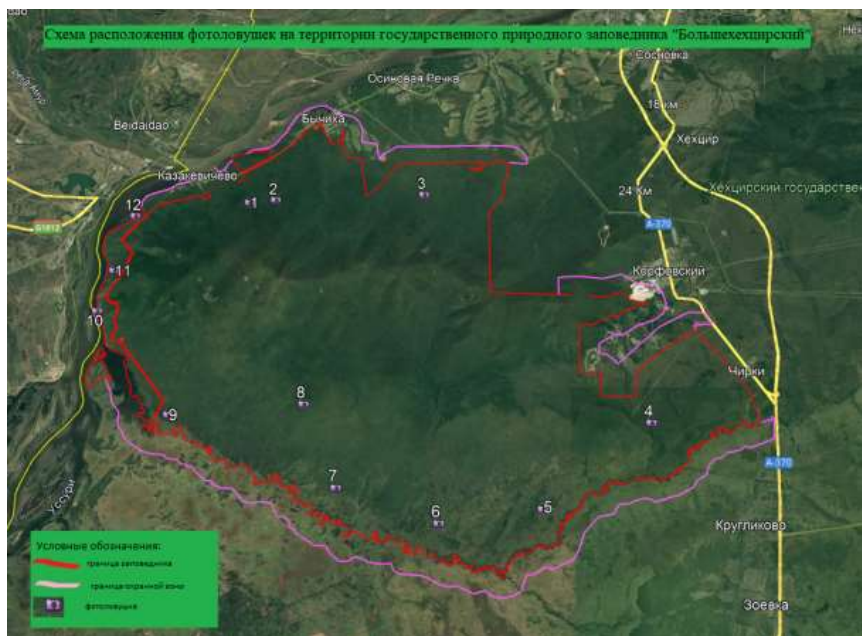 Схема расположения фотоловушек на территории государственного природного заповедника "Большехехцирский"
Сосновка
Осиновая Речка
18 км
Бычиха
Beidaidao
Хехцир
Казакевичево
24 Км
Хехцирский государстве
1
2
3
12
G1012
А-370
11
Корфовский
10
Чирки
8
9
4
А-370
7
5
6
Уссури
Кругликово
Зоевка
Условные обозначения:
граница заповедника
граница охранной зоны
фотоловушка